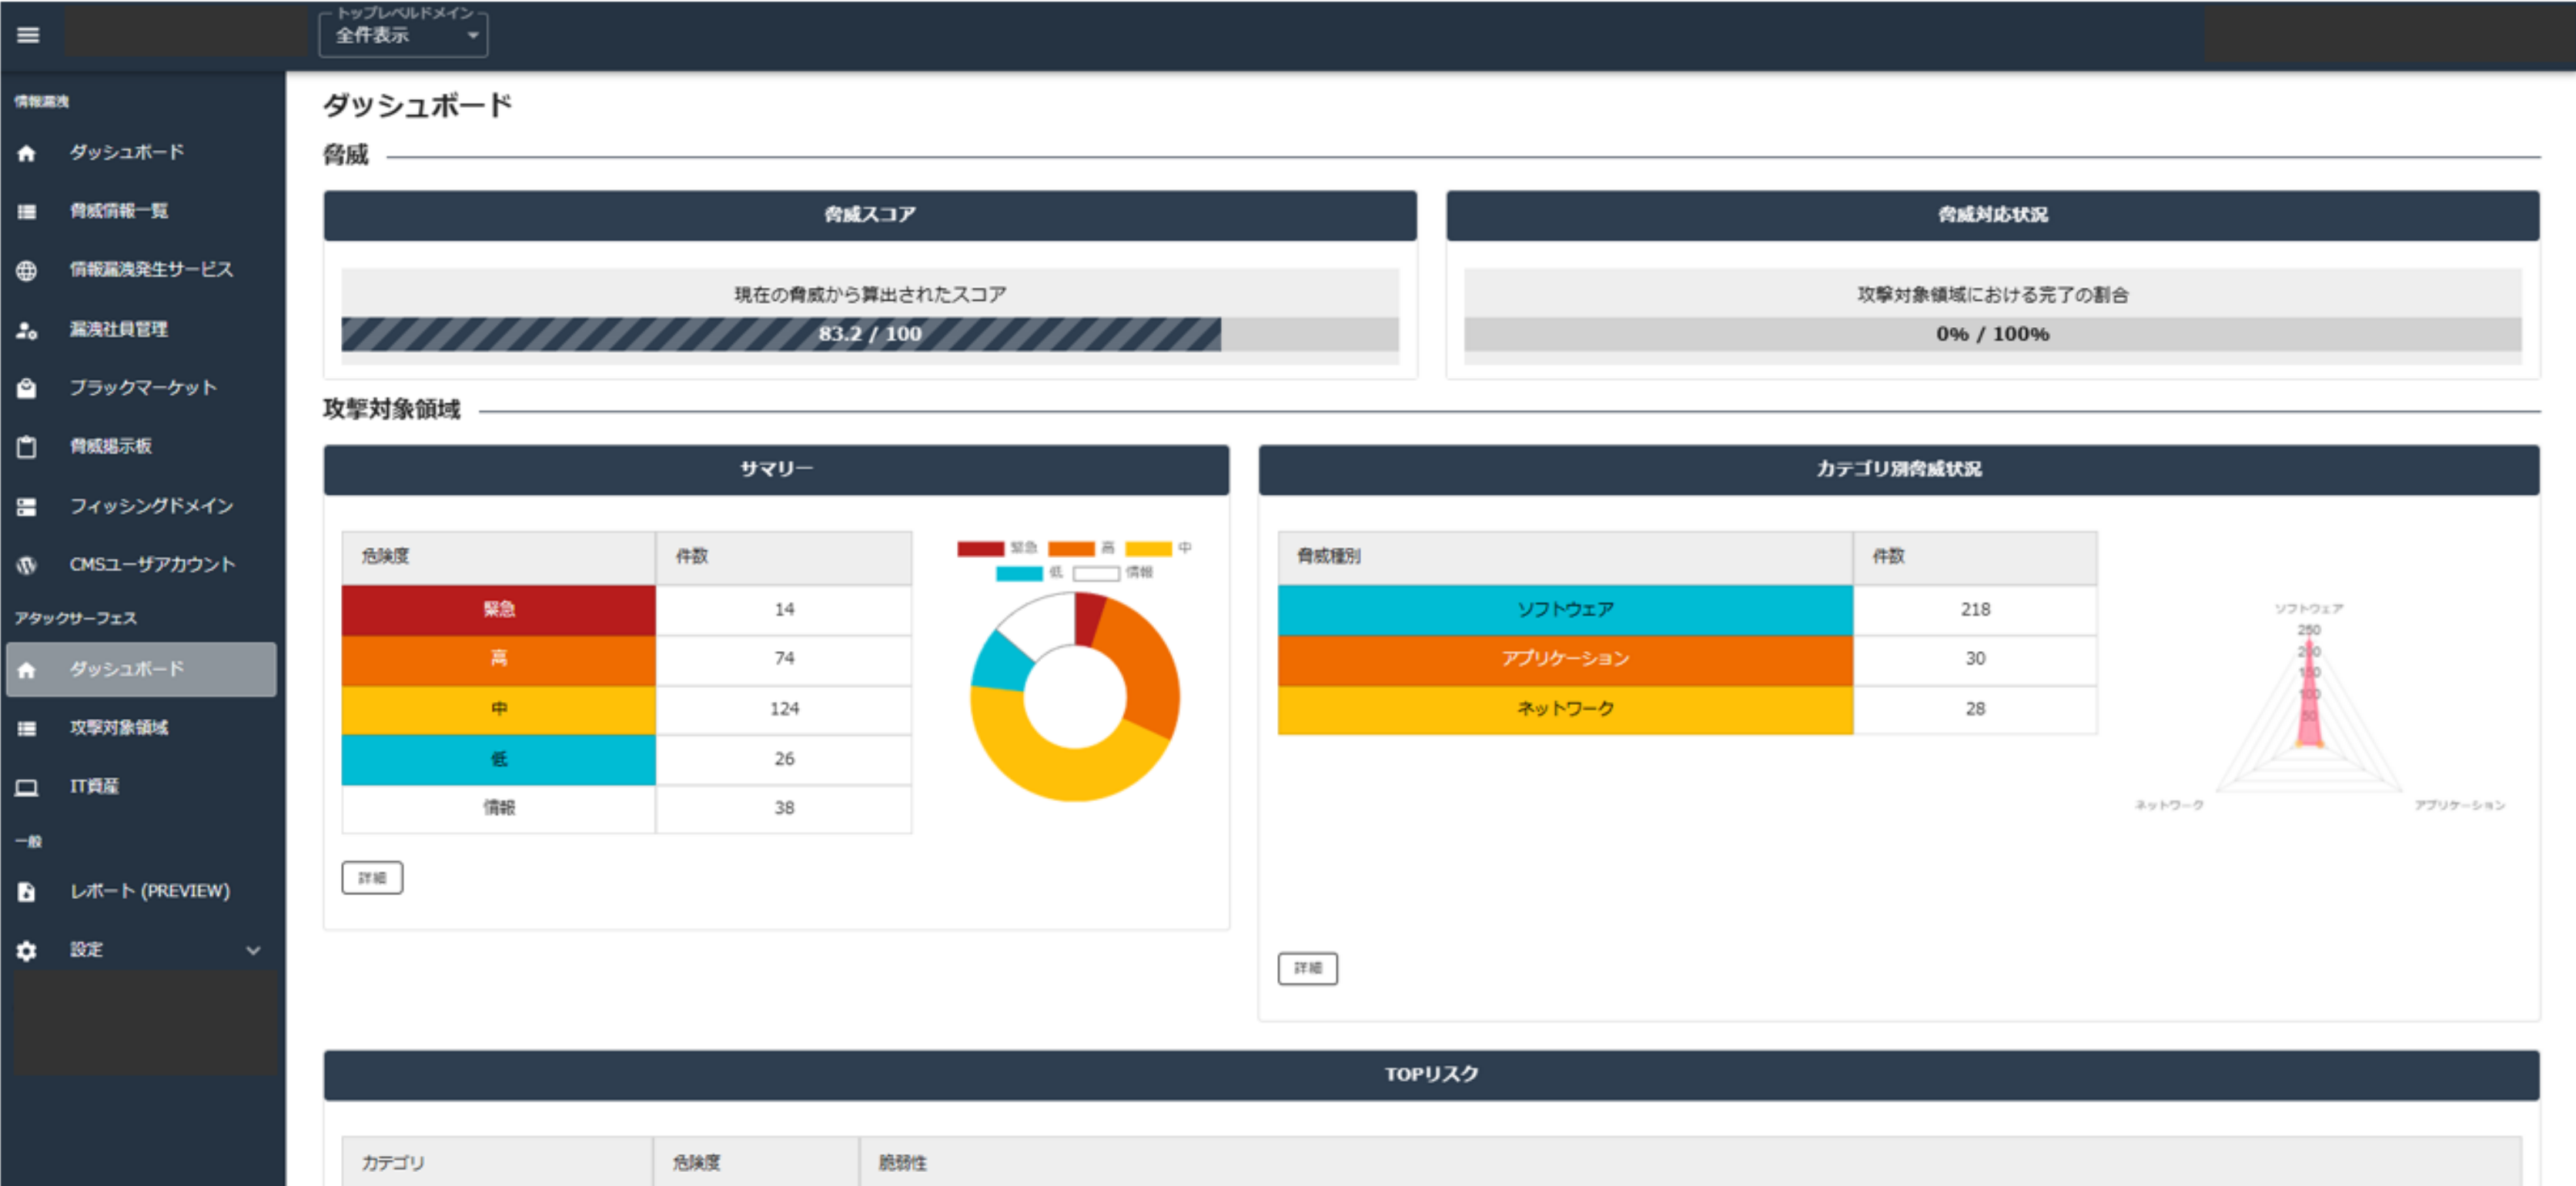 トップレベルドメイン
全件表示
情報漏洩
ダッシュボード
脅威情報一覧
情報漏洩発生サービス
漏洩社員管理
ブラックマーケット
脅威掲示板
フィッシングドメイン
CMSユーザアカウント
アタックサーフェス
ダッシュボード
攻撃対象領域
IT資産
一般
レポート (PREVIEW)
設定
ダッシュボード
脅威
脅威スコア
現在の脅威から算出されたスコア
83.2 / 100
脅威対応状況
攻撃対象領域における完了の割合
0% / 100%
攻撃対象領域
サマリー
危険度 件数
緊急 14
高 74
中 124
低 26
情報 38
緊急 高 中
低 情報
詳細
カテゴリ別脅威状況
脅威種別 件数
ソフトウェア 218
アプリケーション 30
ネットワーク 28
ソフトウェア
250
200
150
100
50
ネットワーク アプリケーション
詳細
TOPリスク
カテゴリ 危険度 脆弱性